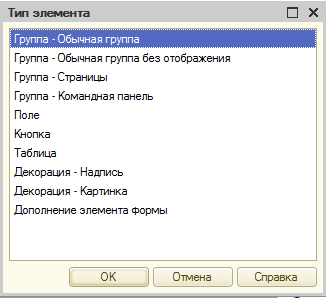 Тип элемента
Группа - Обычная группа
Группа - Обычная группа без отображения
Группа - Страницы
Группа - Командная панель
Поле
Кнопка
Таблица
Декорация - Надпись
Декорация - Картинка
Дополнение элемента формы
ОК Отмена Справка